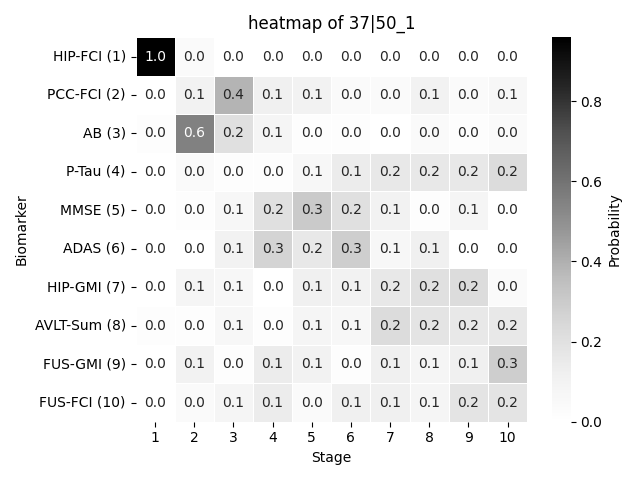 heatmap of 37|50_1
HIP-FCI (1) 1.0 0.0 0.0 0.0 0.0 0.0 0.0 0.0 0.0 0.0
PCC-FCI (2) 0.0 0.1 0.4 0.1 0.1 0.0 0.0 0.1 0.0 0.1
AB (3) 0.0 0.6 0.2 0.1 0.0 0.0 0.0 0.0 0.0 0.0
P-Tau (4) 0.0 0.0 0.0 0.0 0.1 0.1 0.2 0.2 0.2 0.2
MMSE (5) 0.0 0.0 0.1 0.2 0.3 0.2 0.1 0.0 0.1 0.0
ADAS (6) 0.0 0.0 0.1 0.3 0.2 0.3 0.1 0.1 0.0 0.0
HIP-GMI (7) 0.0 0.1 0.1 0.0 0.1 0.1 0.2 0.2 0.2 0.0
AVLT-Sum (8) 0.0 0.0 0.1 0.0 0.1 0.1 0.2 0.2 0.2 0.2
FUS-GMI (9) 0.0 0.1 0.0 0.1 0.1 0.0 0.1 0.1 0.1 0.3
FUS-FCI (10) 0.0 0.0 0.1 0.1 0.0 0.1 0.1 0.1 0.2 0.2
1 2 3 4 5 6 7 8 9 10
Stage
Biomarker
0.8
0.6
0.4
0.2
0.0
Probability